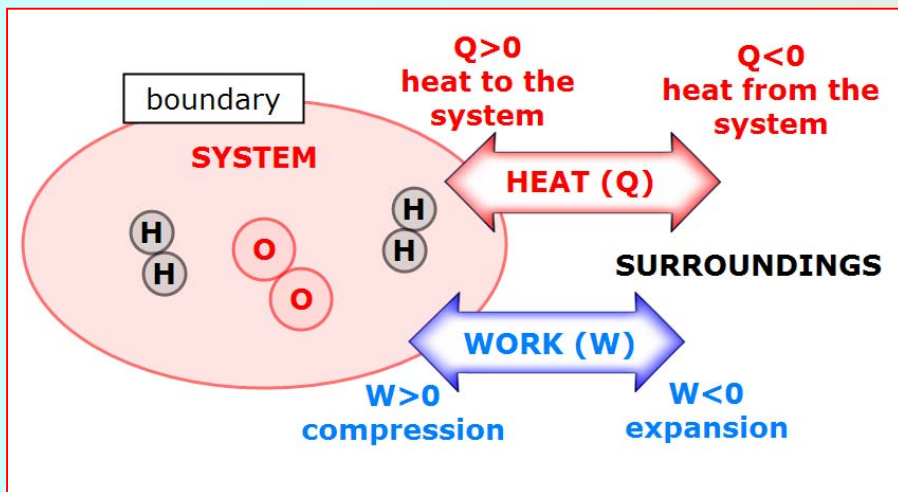 Q>0
heat to the
system
Q<0
heat from the
system
boundary
SYSTEM
HEAT (Q)
H
H
O
O
H
H
SURROUNDINGS
WORK (W)
W>0
compression
W<0
expansion